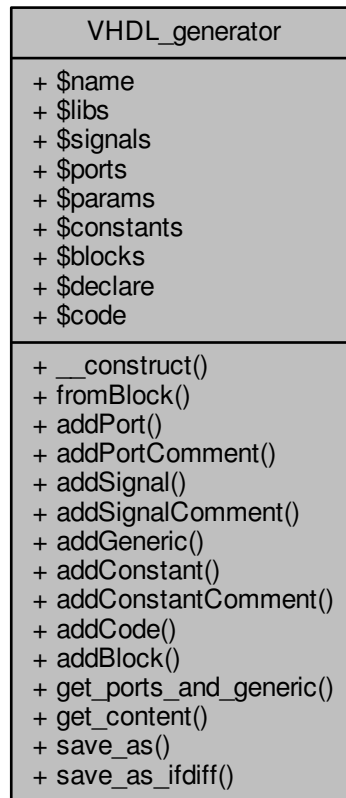 VHDL_generator
+ $name
+ $libs
+ $signals
+ $ports
+ $params
+ $constants
+ $blocks
+ $declare
+ $code
+ __construct()
+ fromBlock()
+ addPort()
+ addPortComment()
+ addSignal()
+ addSignalComment()
+ addGeneric()
+ addConstant()
+ addConstantComment()
+ addCode()
+ addBlock()
+ get_ports_and_generic()
+ get_content()
+ save_as()
+ save_as_ifdiff()